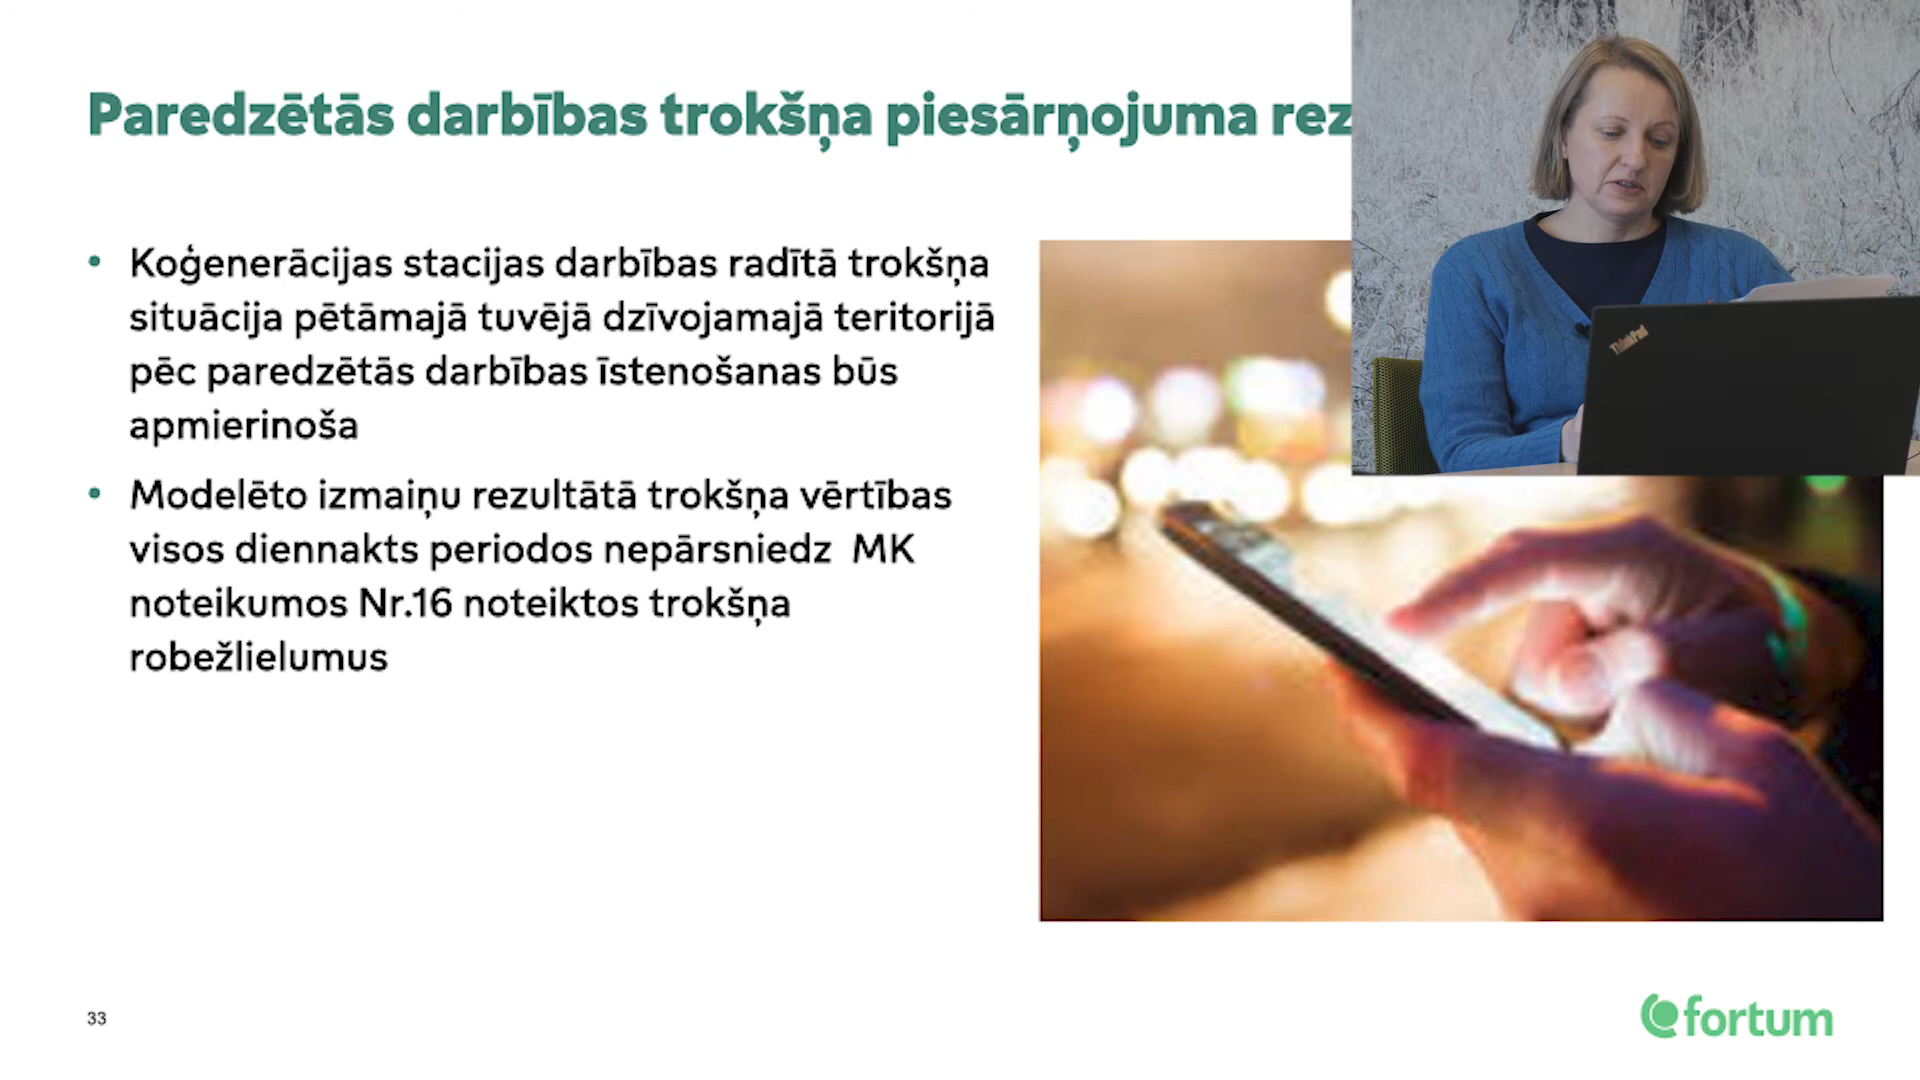 Paredzētās darbības trokšņa piesārņojuma rez
• Koģenerācijas stacijas darbības radītā trokšņa
situācija pētāmajā tuvējā dzīvojamajā teritorijā
pēc paredzētās darbības īstenošanas būs
apmierinoša
• Modelēto izmaiņu rezultātā trokšņa vērtības
visos diennakts periodos nepārsniedz MK
noteikumos Nr.16 noteiktos trokšņa
robežlielumus
ThinkPad
33
fortum